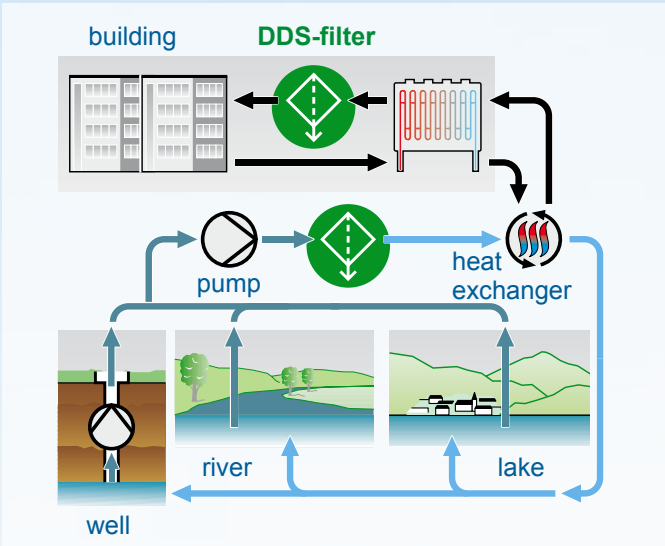 building
DDS-filter
pump
heat
exchanger
river
lake
well